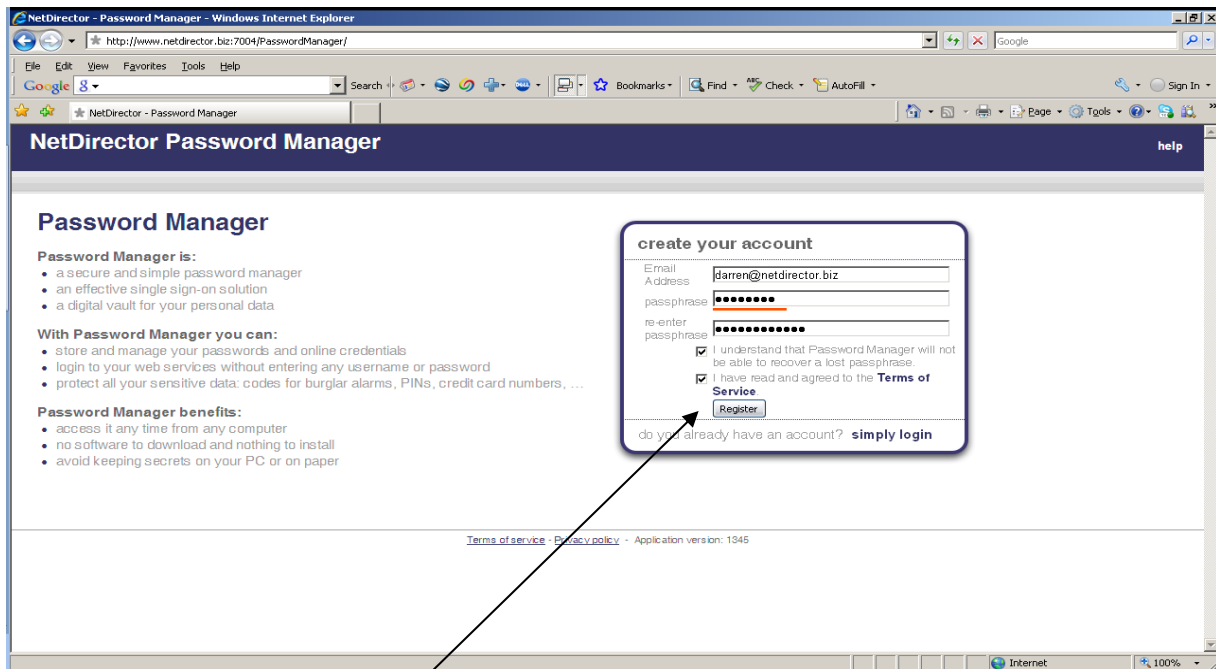 NetDirector - Password Manager - Windows Internet Explorer
http://www.netdirector.biz:7004/PasswordManager/
Google
File Edit View Favorites Tools Help
Google Search Bookmarks Find Check AutoFill Sign In
NetDirector - Password Manager
Page Tools
NetDirector Password Manager
help
Password Manager
Password Manager is:
• a secure and simple password manager
• an effective single sign-on solution
• a digital vault for your personal data
With Password Manager you can:
• store and manage your passwords and online credentials
• login to your web services without entering any username or password
• protect all your sensitive data: codes for burglar alarms, PINs, credit card numbers, ...
Password Manager benefits:
• access it any time from any computer
• no software to download and nothing to install
• avoid keeping secrets on your PC or on paper
create your account
Email
Address
darren@netdirector.biz
passphrase ••••••••
re-enter
passphrase ••••••••••••
I understand that Password Manager will not
be able to recover a lost passphrase.
I have read and agreed to the Terms of
Service.
Register
do you already have an account? simply login
Terms of service - Privacy policy - Application version: 1345
Internet 100%